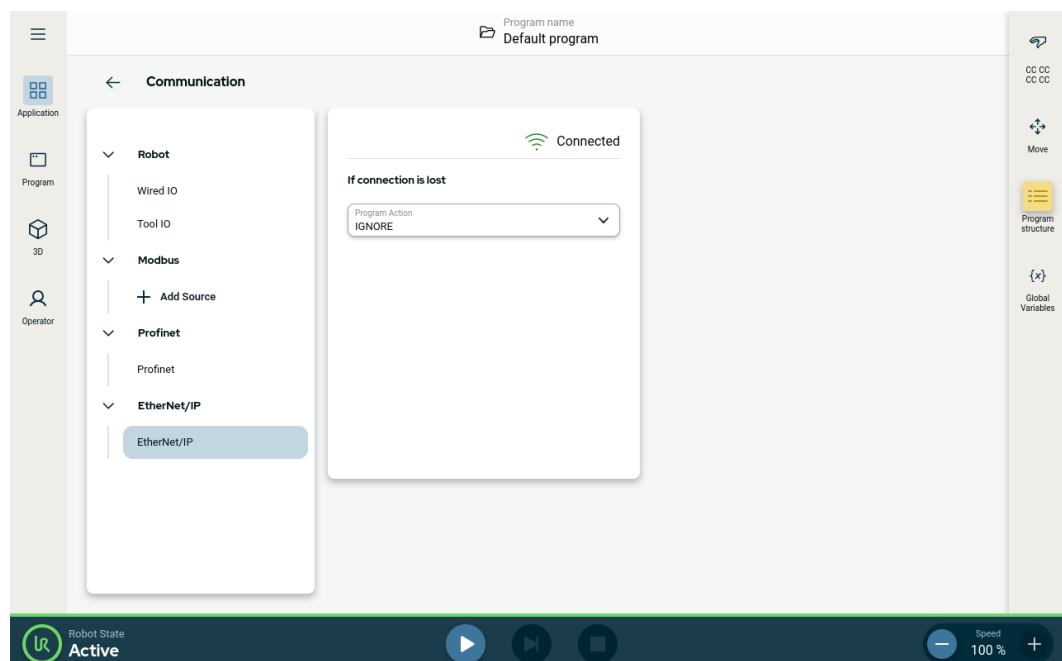 Program name
Default program
Communication
Application
Program
3D
Operator
Robot
Wired IO
Tool IO
Modbus
Add Source
Profinet
Profinet
EtherNet/IP
EtherNet/IP
Connected
If connection is lost
Program Action
IGNORE
CC CC
CC CC
Move
Program
structure
{x}
Global
Variables
UR
Robot State
Active
Speed
100 %